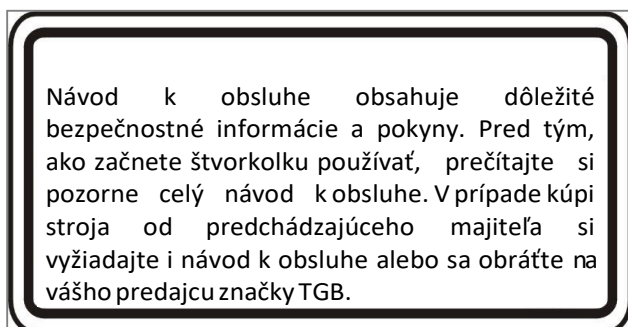 Návod k obsluhe obsahuje dôležité
bezpečnostné informácie a pokyny. Pred tým,
ako začnete štvorkolku používať, prečítajte si
pozorne celý návod k obsluhe. V prípade kúpi
stroja od predchádzajúceho majiteľa si
vyžiadajte i návod k obsluhe alebo sa obráťte na
vášho predajcu značky TGB.